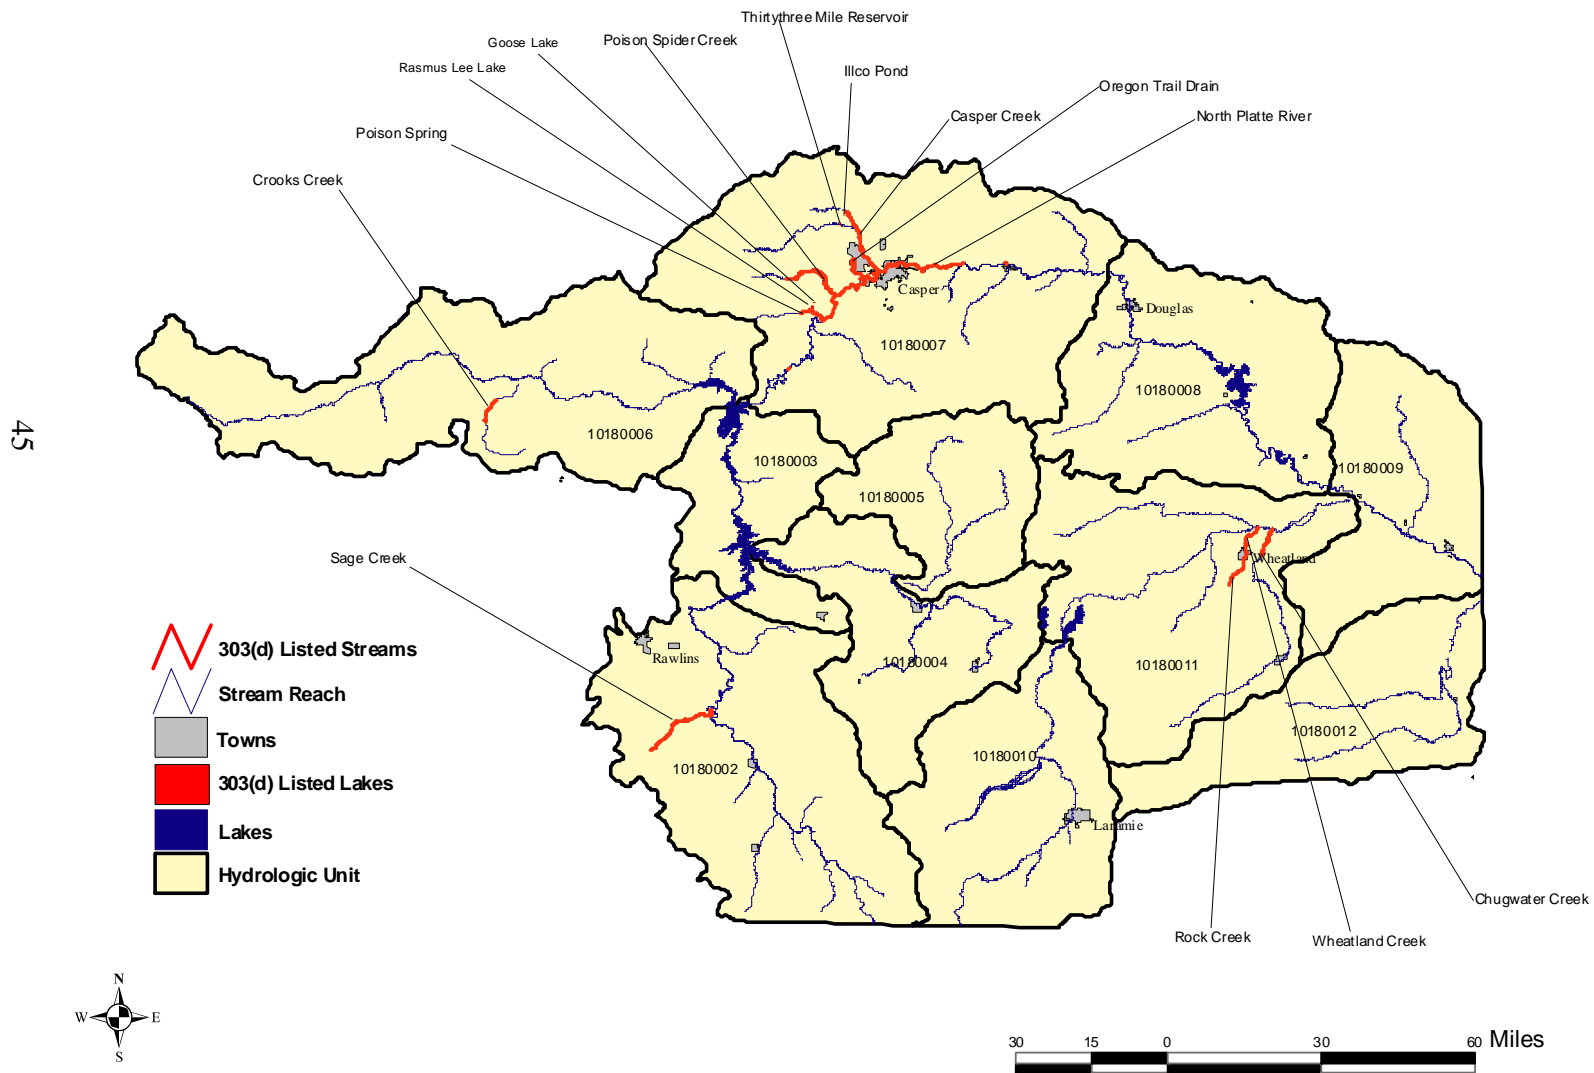 Thirtythree Mile Reservoir
Goose Lake
Poison Spider Creek
Rasmus Lee Lake
Illco Pond
Oregon Trail Drain
Casper Creek
North Platte River
Poison Spring
Crooks Creek
Casper
Douglas
10180007
10180008
45
10180006
10180003
10180009
10180005
Sage Creek
Wheatland
303(d) Listed Streams
Rawlins
10180004
10180011
Stream Reach
Towns
10180012
10180002
10180010
303(d) Listed Lakes
Lakes
Laramie
Hydrologic Unit
Chugwater Creek
Rock Creek
Wheatland Creek
N
W
E
S
30 15 0 30 60 Miles